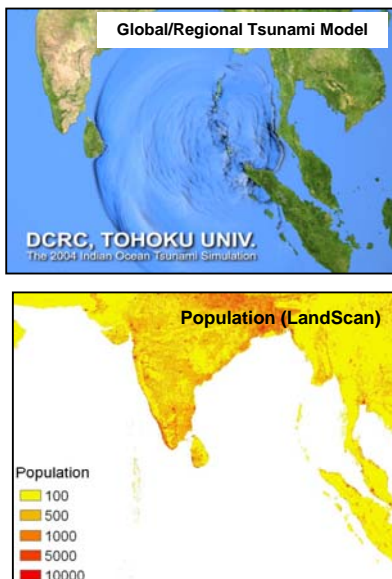 Global/Regional Tsunami Model
DCRC, TOHOKU UNIV.
The 2004 Indian Ocean Tsunami Simulation
Population (LandScan)
Population
100
500
1000
5000
10000